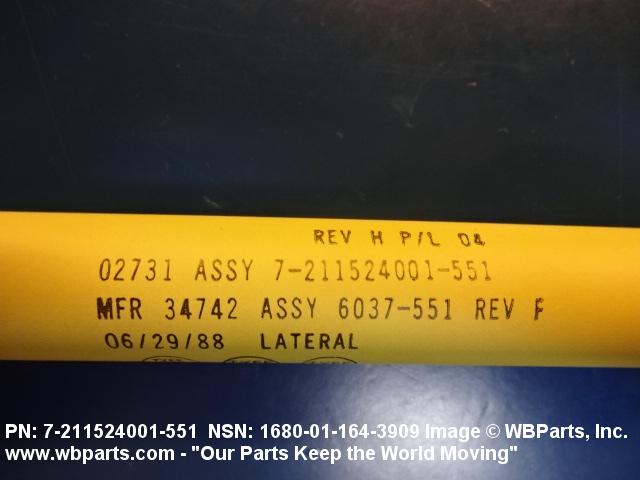 REV H P/L 04
02731 ASSY 7-211524001-551
MFR 34742 ASSY 6037-551 REV F
06/29/88 LATERAL
PN: 7-211524001-551 NSN: 1680-01-164-3909 Image © WBParts, Inc.
www.wbparts.com - "Our Parts Keep the World Moving"